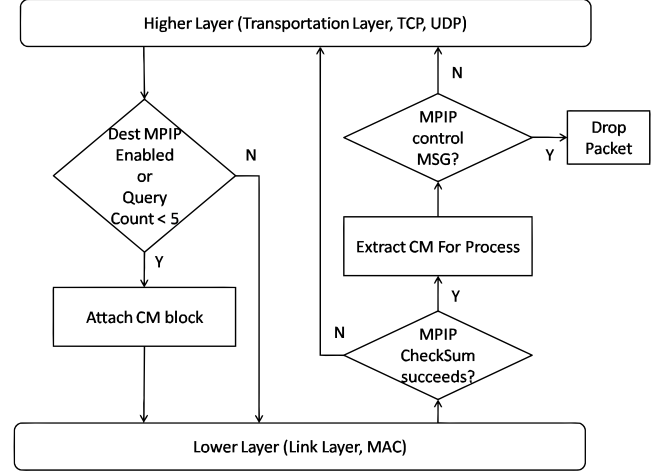 Higher Layer (Transportation Layer, TCP, UDP)
Dest MPIP
Enabled
or
Query
Count < 5
N
Y
Attach CM block
N
MPIP
control
MSG?
Y
Drop
Packet
Extract CM For Process
Y
N
MPIP
CheckSum
succeeds?
Lower Layer (Link Layer, MAC)